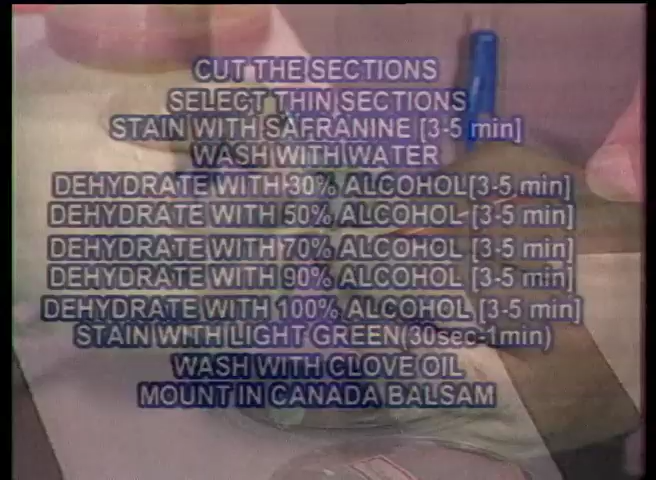 CUT THE SECTIONS
SELECT THIN SECTIONS
STAIN WITH SAFRANINE [3-5 min]
WASH WITH WATER
DEHYDRATE WITH 30% ALCOHOL[3-5 min]
DEHYDRATE WITH 50% ALCOHOL [3-5 min]
DEHYDRATE WITH 70% ALCOHOL [3-5 min]
DEHYDRATE WITH 90% ALCOHOL [3-5 min]
DEHYDRATE WITH 100% ALCOHOL [3-5 min]
STAIN WITH LIGHT GREEN(30sec-1min)
WASH WITH CLOVE OIL
MOUNT IN CANADA BALSAM